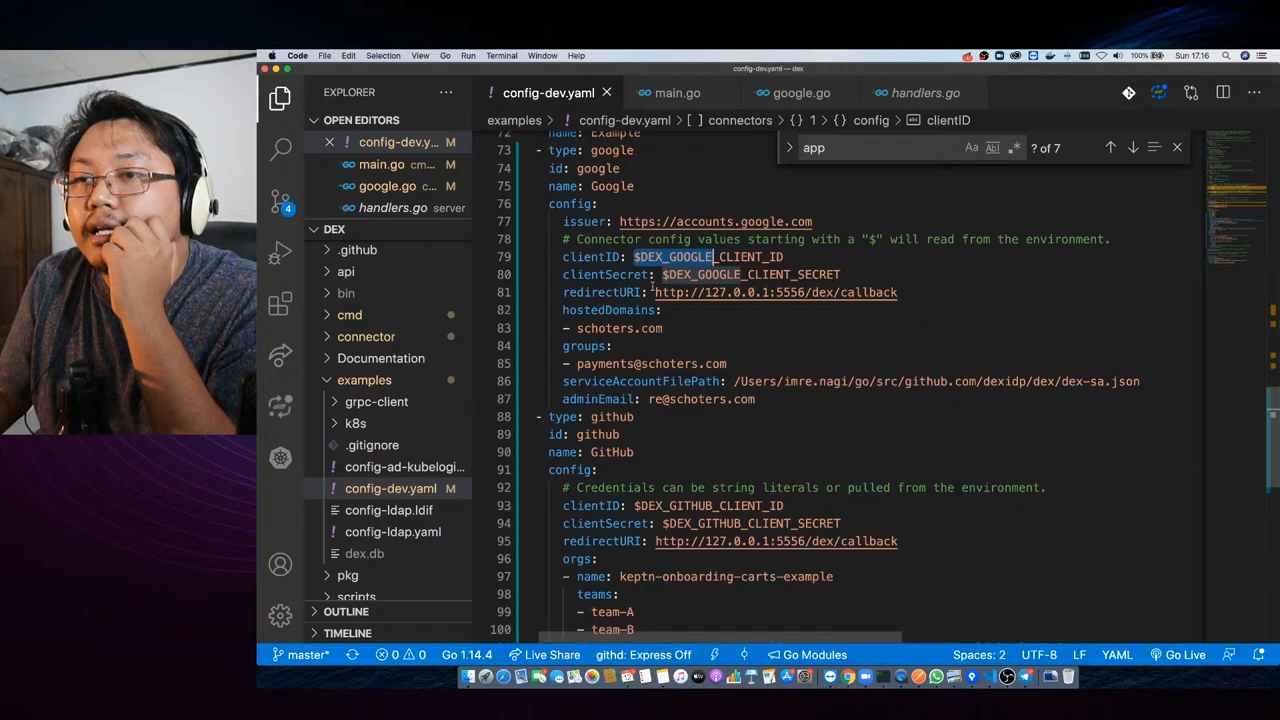 Code File Edit Selection View Go Run Terminal Window Help 100% Sun 17.16
config-dev.yaml — dex
EXPLORER
config-dev.yaml
main.go
google.go
handlers.go
OPEN EDITORS
examples > config-dev.yaml > [ ] connectors > {} 1 > {} config > clientID
config-dev.y... M
main.go cm... M
google.go c... M
handlers.go server
DEX
.github
api
bin
cmd
connector
Documentation
examples
grpc-client
k8s
.gitignore
config-ad-kubelogi...
config-dev.yaml M
config-ldap.ldif
config-ldap.yaml
dex.db
pkg
scripts
OUTLINE
TIMELINE
4
app
Aa Abl .* ? of 7
72 name: Example
73 - type: google
74 id: google
75 name: Google
76 config:
77 issuer: https://accounts.google.com
78 # Connector config values starting with a "$" will read from the environment.
79 clientID: $DEX_GOOGLE_CLIENT_ID
80 clientSecret: $DEX_GOOGLE_CLIENT_SECRET
81 redirectURI: http://127.0.0.1:5556/dex/callback
82 hostedDomains:
83 - schoters.com
84 groups:
85 - payments@schoters.com
86 serviceAccountFilePath: /Users/imre.nagi/go/src/github.com/dexidp/dex/dex-sa.json
87 adminEmail: re@schoters.com
88 - type: github
89 id: github
90 name: GitHub
91 config:
92 # Credentials can be string literals or pulled from the environment.
93 clientID: $DEX_GITHUB_CLIENT_ID
94 clientSecret: $DEX_GITHUB_CLIENT_SECRET
95 redirectURI: http://127.0.0.1:5556/dex/callback
96 orgs:
97 - name: keptn-onboarding-carts-example
98 teams:
99 - team-A
100 - team-B
master* 0 0 Go 1.14.4 Live Share githd: Express Off Go Modules Spaces: 2 UTF-8 LF YAML Go Live